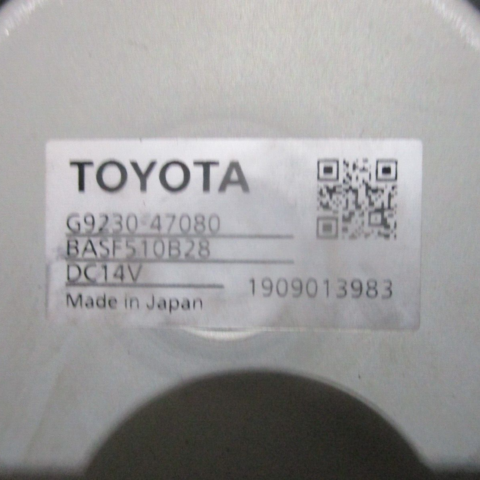 TOYOTA
G9230-47080
BASF510B28
DC14V
1909013983
Made in Japan